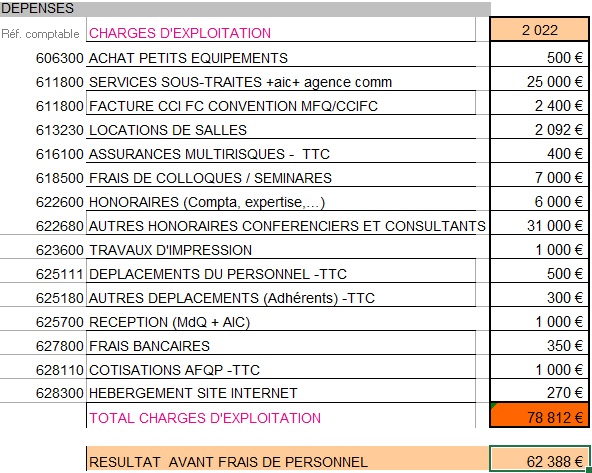 DEPENSES
Réf. comptable CHARGES D'EXPLOITATION 2 022
606300 ACHAT PETITS EQUIPEMENTS 500 €
611800 SERVICES SOUS-TRAITES +aic+ agence comm 25 000 €
611800 FACTURE CCI FC CONVENTION MFQ/CCIFC 2 400 €
613230 LOCATIONS DE SALLES 2 092 €
616100 ASSURANCES MULTIRISQUES - TTC 400 €
618500 FRAIS DE COLLOQUES / SEMINARES 7 000 €
622600 HONORAIRES (Compta, expertise,...) 6 000 €
622680 AUTRES HONORAIRES CONFERENCIERS ET CONSULTANTS 31 000 €
623600 TRAVAUX D'IMPRESSION 1 000 €
625111 DEPLACEMENTS DU PERSONNEL -TTC 500 €
625180 AUTRES DEPLACEMENTS (Adhérents) -TTC 300 €
625700 RECEPTION (MdQ + AIC) 1 000 €
627800 FRAIS BANCAIRES 350 €
628110 COTISATIONS AFQP -TTC 1 000 €
628300 HEBERGEMENT SITE INTERNET 270 €
TOTAL CHARGES D'EXPLOITATION 78 812 €
RESULTAT AVANT FRAIS DE PERSONNEL 62 388 €